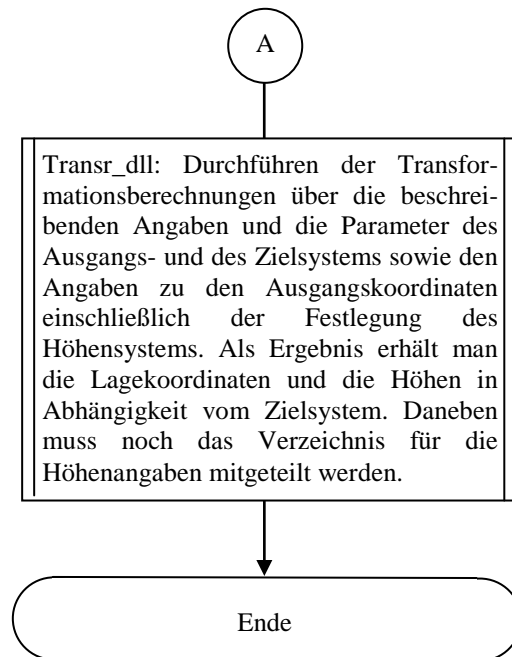 A
Transr_dll: Durchführen der Transfor-
mationsberechnungen über die beschrei-
benden Angaben und die Parameter des
Ausgangs- und des Zielsystems sowie den
Angaben zu den Ausgangskoordinaten
einschließlich der Festlegung des
Höhensystems. Als Ergebnis erhält man
die Lagekoordinaten und die Höhen in
Abhängigkeit vom Zielsystem. Daneben
muss noch das Verzeichnis für die
Höhenangaben mitgeteilt werden.
Ende